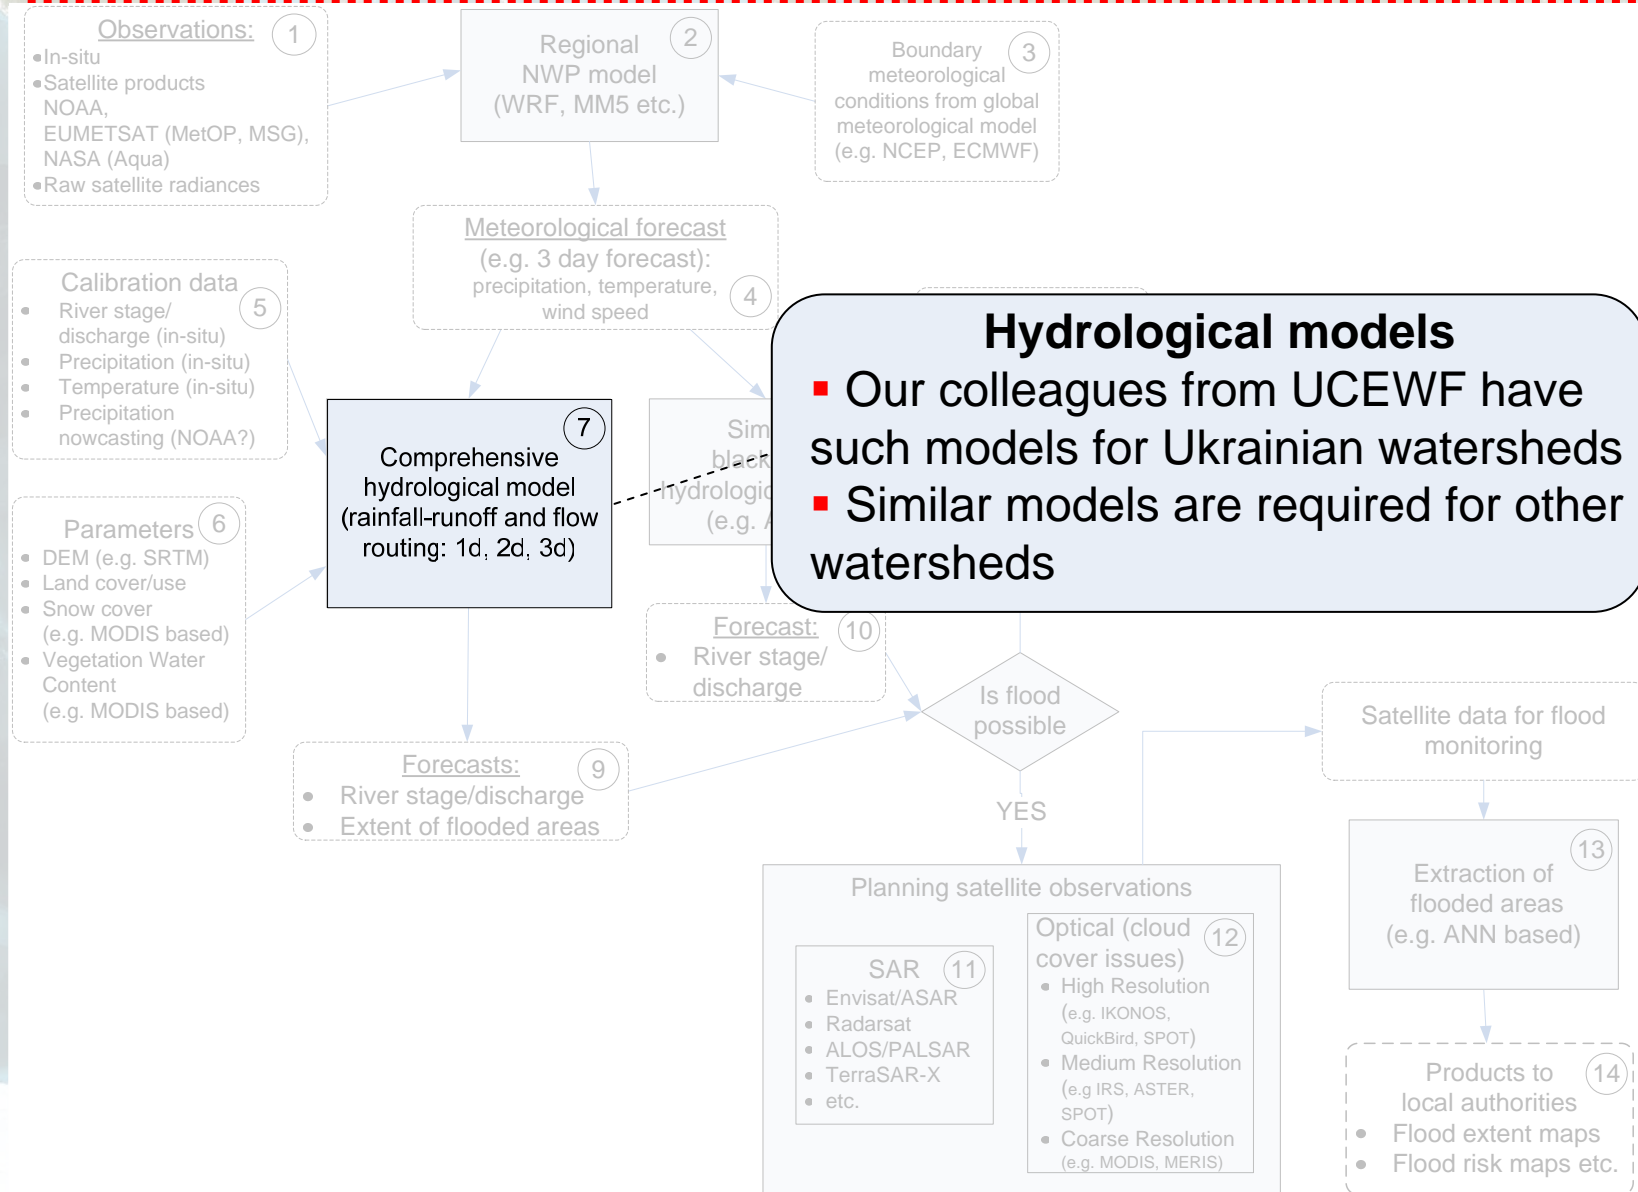 Observations:
1
In-situ
Satellite products
NOAA,
EUMETSAT (MetOP, MSG),
NASA (Aqua)
Raw satellite radiances
Regional
NWP model
(WRF, MM5 etc.)
2
Boundary
meteorological
conditions from global
meteorological model
(e.g. NCEP, ECMWF)
3
Meteorological forecast
(e.g. 3 day forecast):
precipitation, temperature,
wind speed
4
Calibration data
5
River stage/
discharge (in-situ)
Precipitation (in-situ)
Temperature (in-situ)
Precipitation
nowcasting (NOAA?)
Parameters
6
DEM (e.g. SRTM)
Land cover/use
Snow cover
(e.g. MODIS based)
Vegetation Water
Content
(e.g. MODIS based)
7
Comprehensive
hydrological model
(rainfall-runoff and flow
routing: 1d, 2d, 3d)
(e.g.
Hydrological models
Our colleagues from UCEWF have
such models for Ukrainian watersheds
Similar models are required for other
watersheds
Forecasts:
9
River stage/discharge
Extent of flooded areas
Forecast:
10
River stage/
discharge
Is flood
possible
YES
Planning satellite observations
SAR
11
Envisat/ASAR
Radarsat
ALOS/PALSAR
TerraSAR-X
etc.
Optical (cloud
cover issues)
12
High Resolution
(e.g. IKONOS,
QuickBird, SPOT)
Medium Resolution
(e.g IRS, ASTER,
SPOT)
Coarse Resolution
(e.g. MODIS, MERIS)
Satellite data for flood
monitoring
13
Extraction of
flooded areas
(e.g. ANN based)
Products to
local authorities
14
Flood extent maps
Flood risk maps etc.